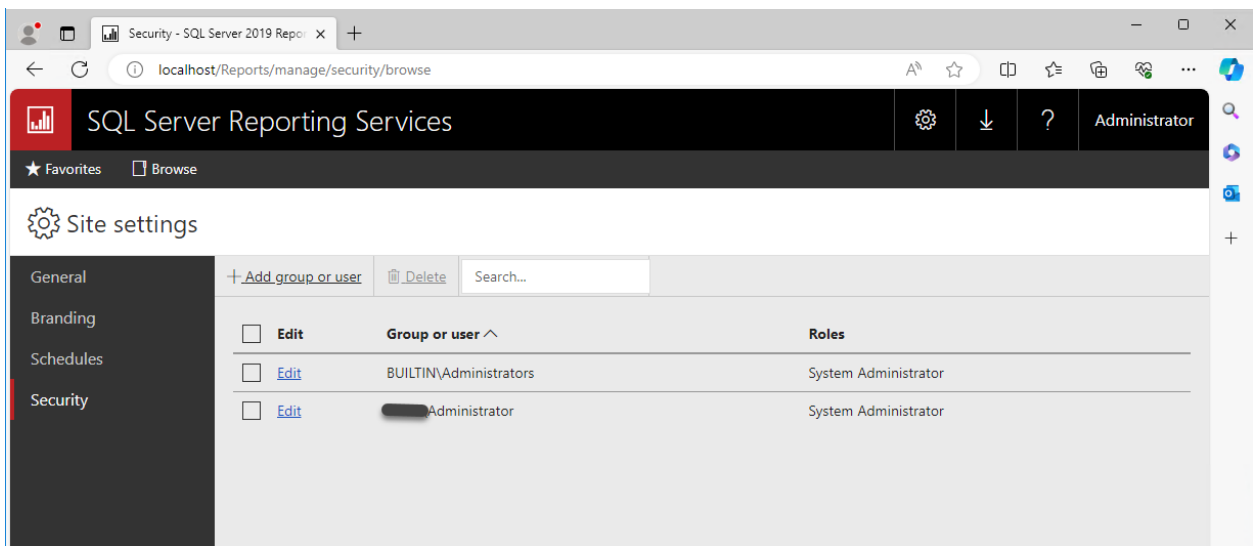 Security - SQL Server 2019 Repor
localhost/Reports/manage/security/browse
SQL Server Reporting Services
Administrator
Favorites Browse
Site settings
General
Branding
Schedules
Security
Add group or user Delete Search...
Edit Group or user Roles
Edit BUILTIN\Administrators System Administrator
Edit Administrator System Administrator